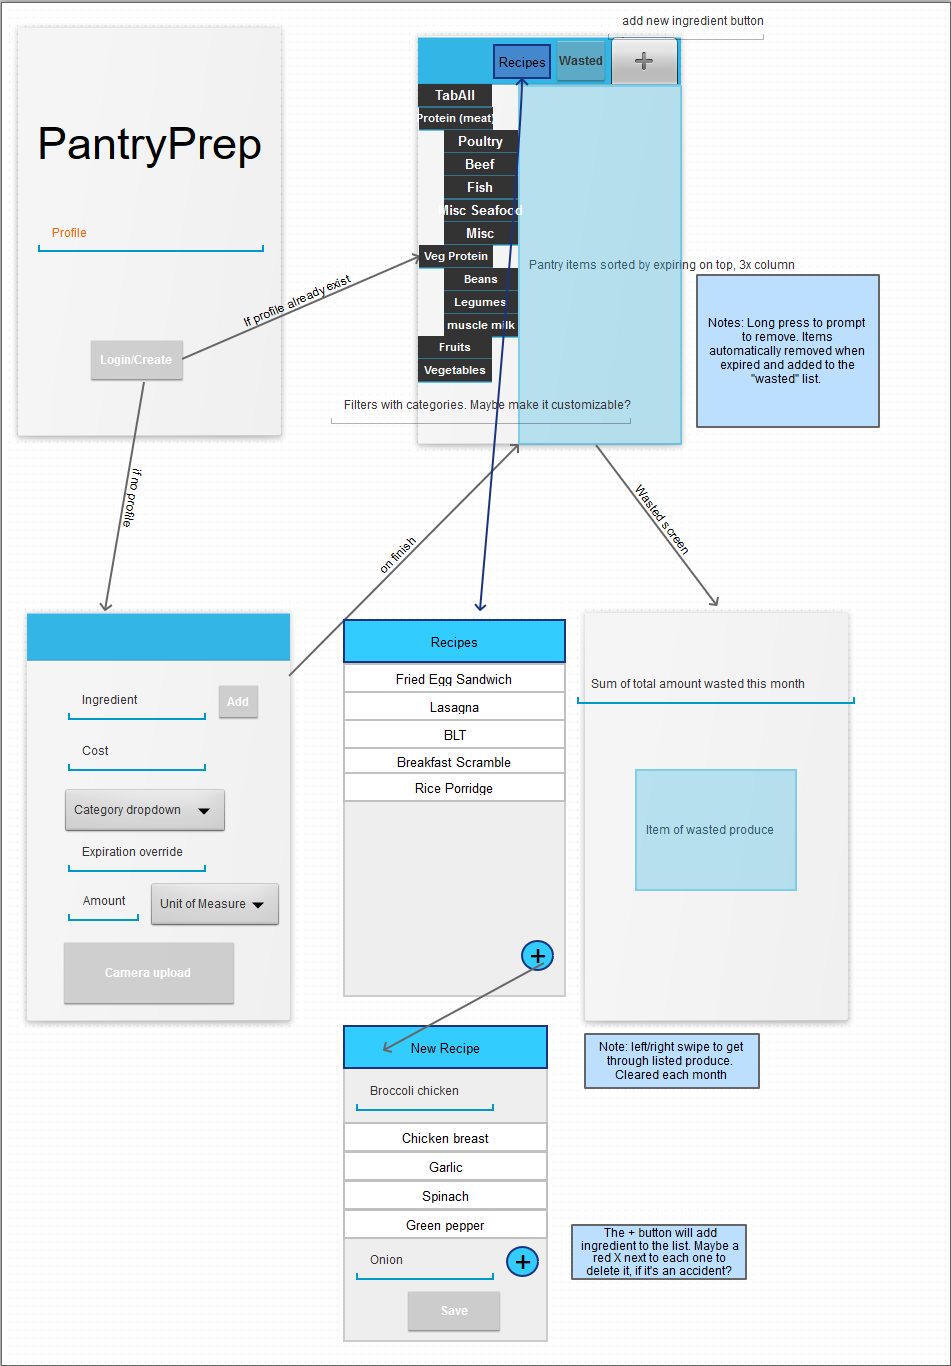 add new ingredient button
PantryPrep
Profile
Login/Create
If profile already exist
if no profile
Recipes
Wasted
+
TabAll
Protein (meat)
Poultry
Beef
Fish
Misc Seafood
Misc
Veg Protein
Beans
Legumes
muscle milk
Fruits
Vegetables
Pantry items sorted by expiring on top, 3x column
Filters with categories. Maybe make it customizable?
Notes: Long press to prompt
to remove. Items
automatically removed when
expired and added to the
"wasted" list.
on finish
Wasted screen
Ingredient
Add
Cost
Category dropdown
Expiration override
Amount
Unit of Measure
Camera upload
Recipes
Fried Egg Sandwich
Lasagna
BLT
Breakfast Scramble
Rice Porridge
+
Sum of total amount wasted this month
Item of wasted produce
Note: left/right swipe to get
through listed produce.
Cleared each month
New Recipe
Broccoli chicken
Chicken breast
Garlic
Spinach
Green pepper
Onion
+
Save
The + button will add
ingredient to the list. Maybe a
red X next to each one to
delete it, if it's an accident?